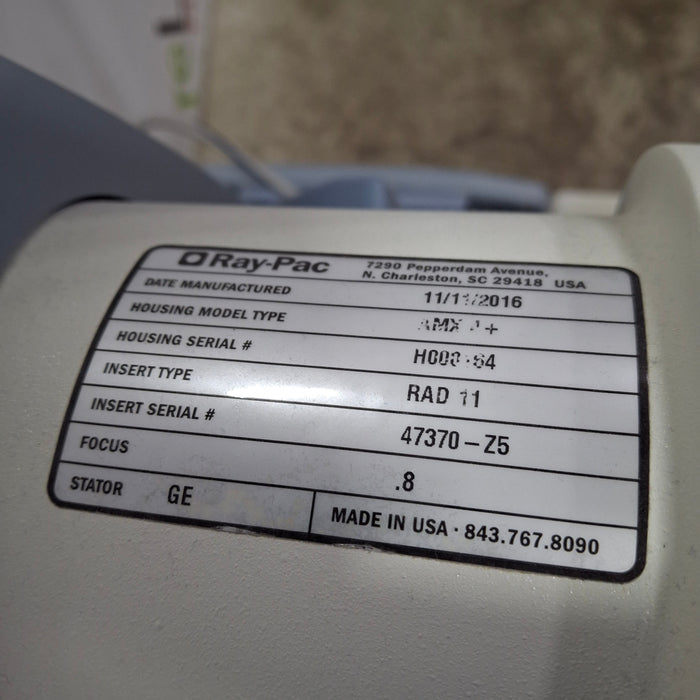 Ray-Pac
7290 Pepperdam Avenue,
N. Charleston, SC 29418 USA
DATE MANUFACTURED 11/11/2016
HOUSING MODEL TYPE
HOUSING SERIAL #
INSERT TYPE RAD 11
INSERT SERIAL # 47370-Z5
FOCUS .8
STATOR GE
MADE IN USA · 843.767.8090